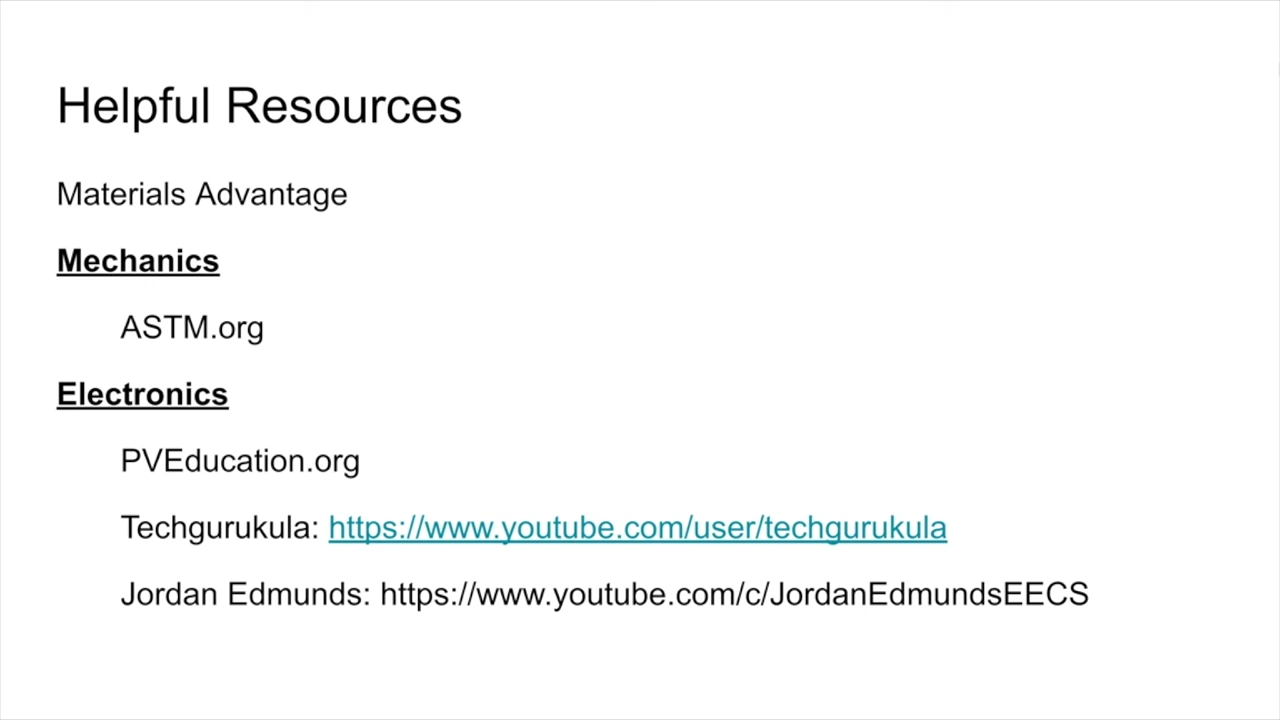 Helpful Resources
Materials Advantage
Mechanics
ASTM.org
Electronics
PVEducation.org
Techgurukula: https://www.youtube.com/user/techgurukula
Jordan Edmunds: https://www.youtube.com/c/JordanEdmundsEECS